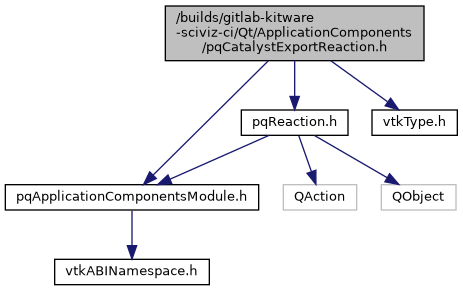 /builds/gitlab-kitware
-sciviz-ci/Qt/ApplicationComponents
/pqCatalystExportReaction.h
pqReaction.h
vtkType.h
pqApplicationComponentsModule.h
QAction
QObject
vtkABINamespace.h